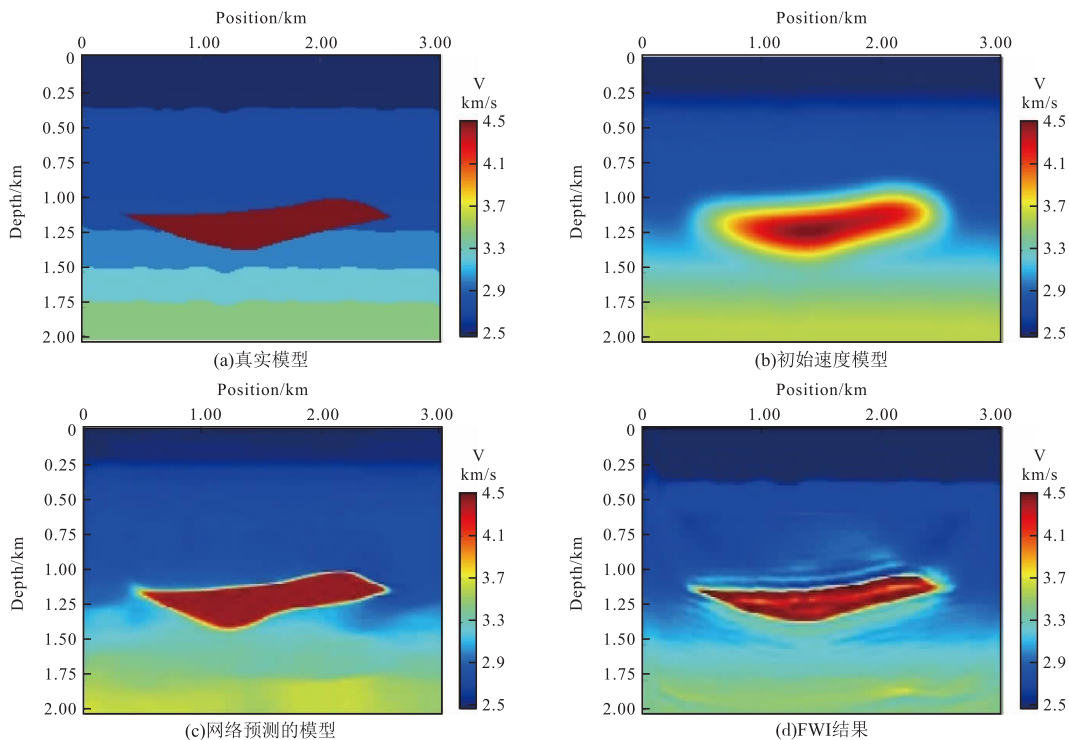 Position/km
0 1.00 2.00 3.00
0
0.25
0.50
0.75
1.00
1.25
1.50
1.75
2.00
Depth/km
V
km/s
4.5
4.1
3.7
3.3
2.9
2.5
(a)真实模型
Position/km
0 1.00 2.00 3.00
0
0.25
0.50
0.75
1.00
1.25
1.50
1.75
2.00
Depth/km
V
km/s
4.5
4.1
3.7
3.3
2.9
2.5
(b)初始速度模型
Position/km
0 1.00 2.00 3.00
0
0.25
0.50
0.75
1.00
1.25
1.50
1.75
2.00
Depth/km
V
km/s
4.5
4.1
3.7
3.3
2.9
2.5
(c)网络预测的模型
Position/km
0 1.00 2.00 3.00
0
0.25
0.50
0.75
1.00
1.25
1.50
1.75
2.00
Depth/km
V
km/s
4.5
4.1
3.7
3.3
2.9
2.5
(d)FWI结果